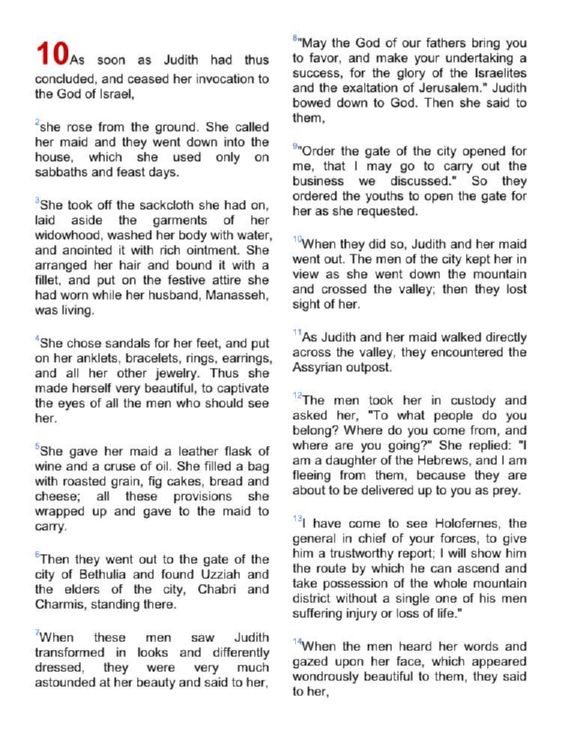 10As soon as Judith had thus
concluded, and ceased her invocation to
the God of Israel,
2she rose from the ground. She called
her maid and they went down into the
house, which she used only on
sabbaths and feast days.
3She took off the sackcloth she had on,
laid aside the garments of her
widowhood, washed her body with water,
and anointed it with rich ointment. She
arranged her hair and bound it with a
fillet, and put on the festive attire she
had worn while her husband, Manasseh,
was living.
4She chose sandals for her feet, and put
on her anklets, bracelets, rings, earrings,
and all her other jewelry. Thus she
made herself very beautiful, to captivate
the eyes of all the men who should see
her.
5She gave her maid a leather flask of
wine and a cruse of oil. She filled a bag
with roasted grain, fig cakes, bread and
cheese; all these provisions she
wrapped up and gave to the maid to
carry.
6Then they went out to the gate of the
city of Bethulia and found Uzziah and
the elders of the city, Chabri and
Charmis, standing there.
7When these men saw Judith
transformed in looks and differently
dressed, they were very much
astounded at her beauty and said to her,
8"May the God of our fathers bring you
to favor, and make your undertaking a
success, for the glory of the Israelites
and the exaltation of Jerusalem." Judith
bowed down to God. Then she said to
them,
9"Order the gate of the city opened for
me, that I may go to carry out the
business we discussed." So they
ordered the youths to open the gate for
her as she requested.
10When they did so, Judith and her maid
went out. The men of the city kept her in
view as she went down the mountain
and crossed the valley; then they lost
sight of her.
11As Judith and her maid walked directly
across the valley, they encountered the
Assyrian outpost.
12The men took her in custody and
asked her, "To what people do you
belong? Where do you come from, and
where are you going?" She replied: "I
am a daughter of the Hebrews, and I am
fleeing from them, because they are
about to be delivered up to you as prey.
13I have come to see Holofernes, the
general in chief of your forces, to give
him a trustworthy report; I will show him
the route by which he can ascend and
take possession of the whole mountain
district without a single one of his men
suffering injury or loss of life."
14When the men heard her words and
gazed upon her face, which appeared
wondrously beautiful to them, they said
to her,